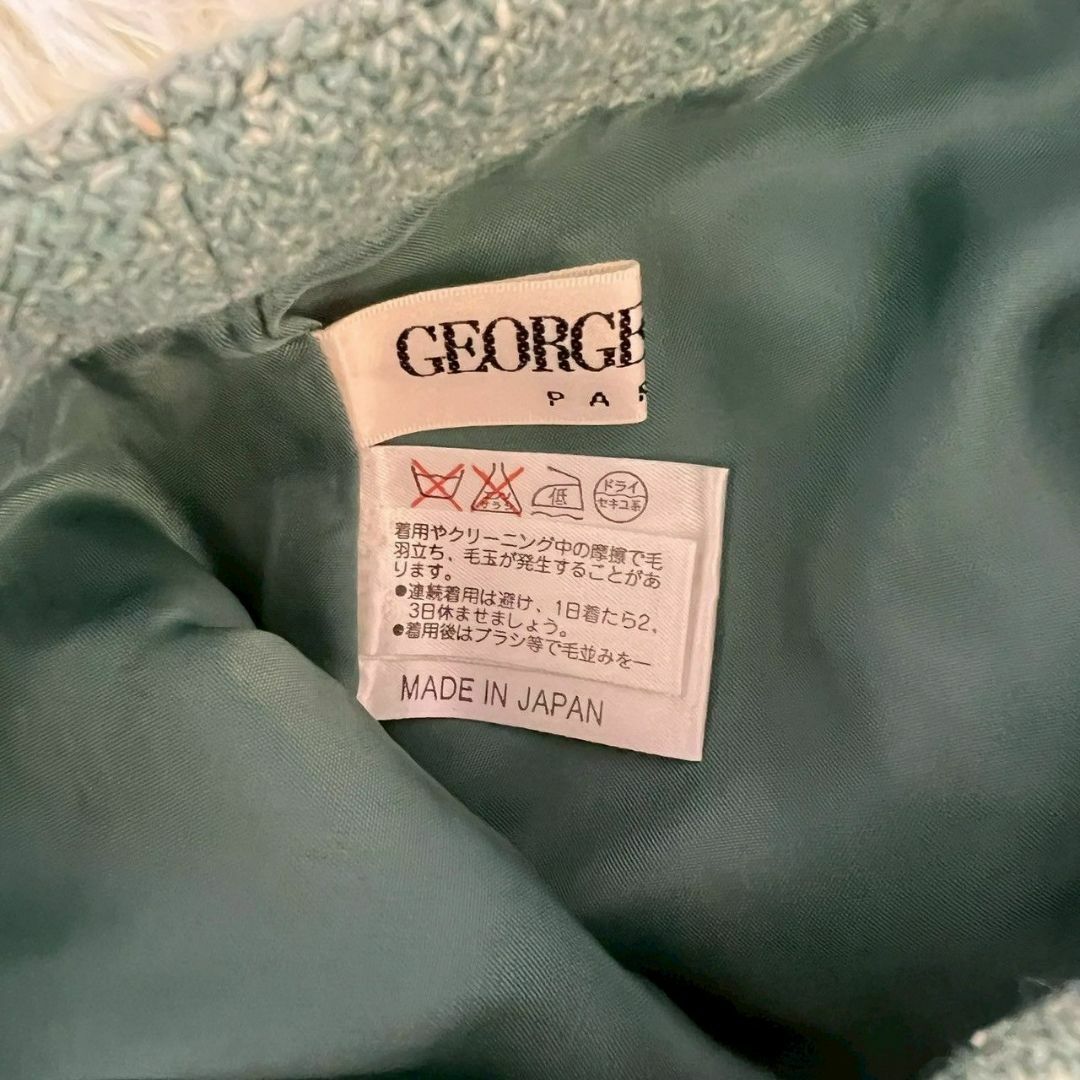 GEORGE
PA
低
ドライ
セキユ系
着用やクリーニング中の摩擦で毛
羽立ち、毛玉が発生することがあ
ります。
●連続着用は避け、1日着たら2、
3日休ませましょう。
●着用後はブラシ等で毛並みを一
MADE IN JAPAN